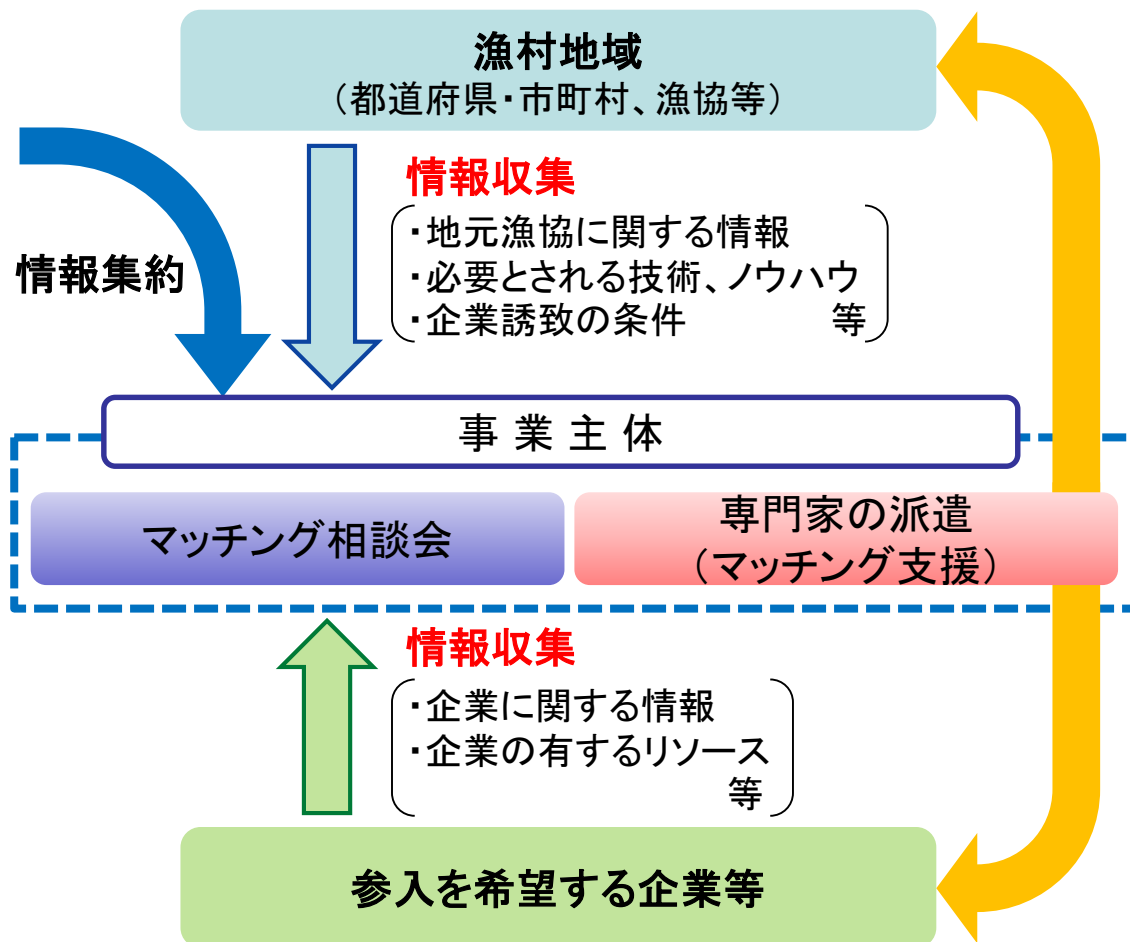 漁村地域
（都道府県・市町村、漁協等）
情報収集
・地元漁協に関する情報
・必要とされる技術、ノウハウ
・企業誘致の条件　　　　等
情報集約
事 業 主 体
マッチング相談会
専門家の派遣
（マッチング支援）
情報収集
・企業に関する情報
・企業の有するリソース
等
参入を希望する企業等